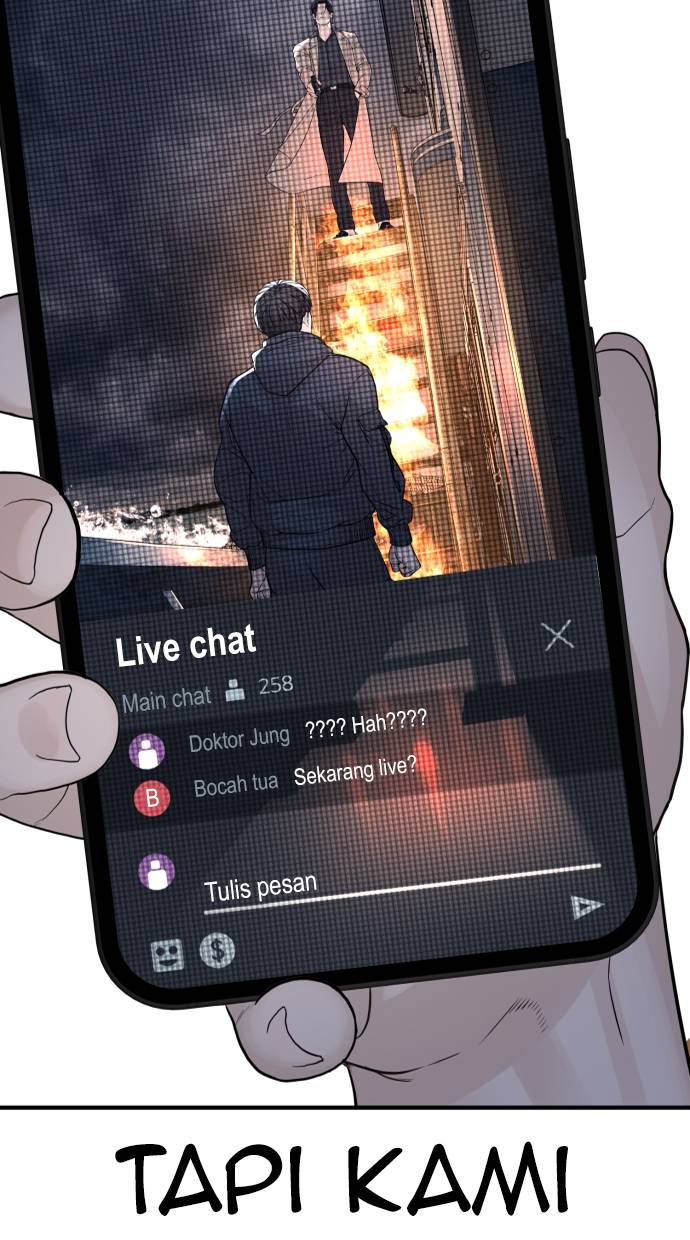 Live chat
Main chat 258
Doktor Jung ???? Hah????
B Bocah tua Sekarang live?
Tulis pesan
$
TAPI KAMI